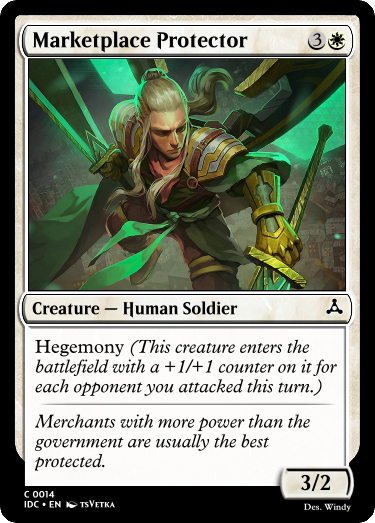 Marketplace Protector 3
Creature — Human Soldier
Hegemony (This creature enters the
battlefield with a +1/+1 counter on it for
each opponent you attacked this turn.)
Merchants with more power than the
government are usually the best
protected.
3/2
C 0014
IDC • EN TSVETKA
Des. Windy